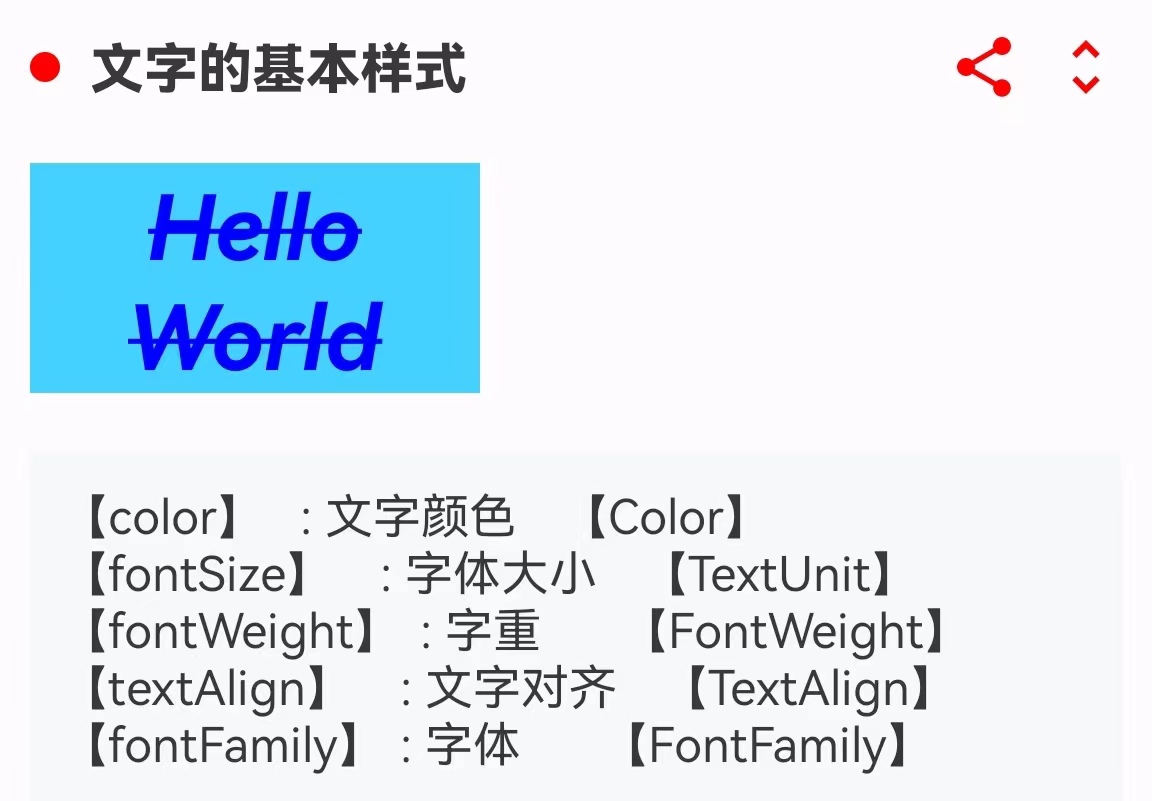 文字的基本样式
Hello
World
【color】 : 文字颜色 【Color】
【fontSize】 : 字体大小 【TextUnit】
【fontWeight】 : 字重 【FontWeight】
【textAlign】 : 文字对齐 【TextAlign】
【fontFamily】 : 字体 【FontFamily】